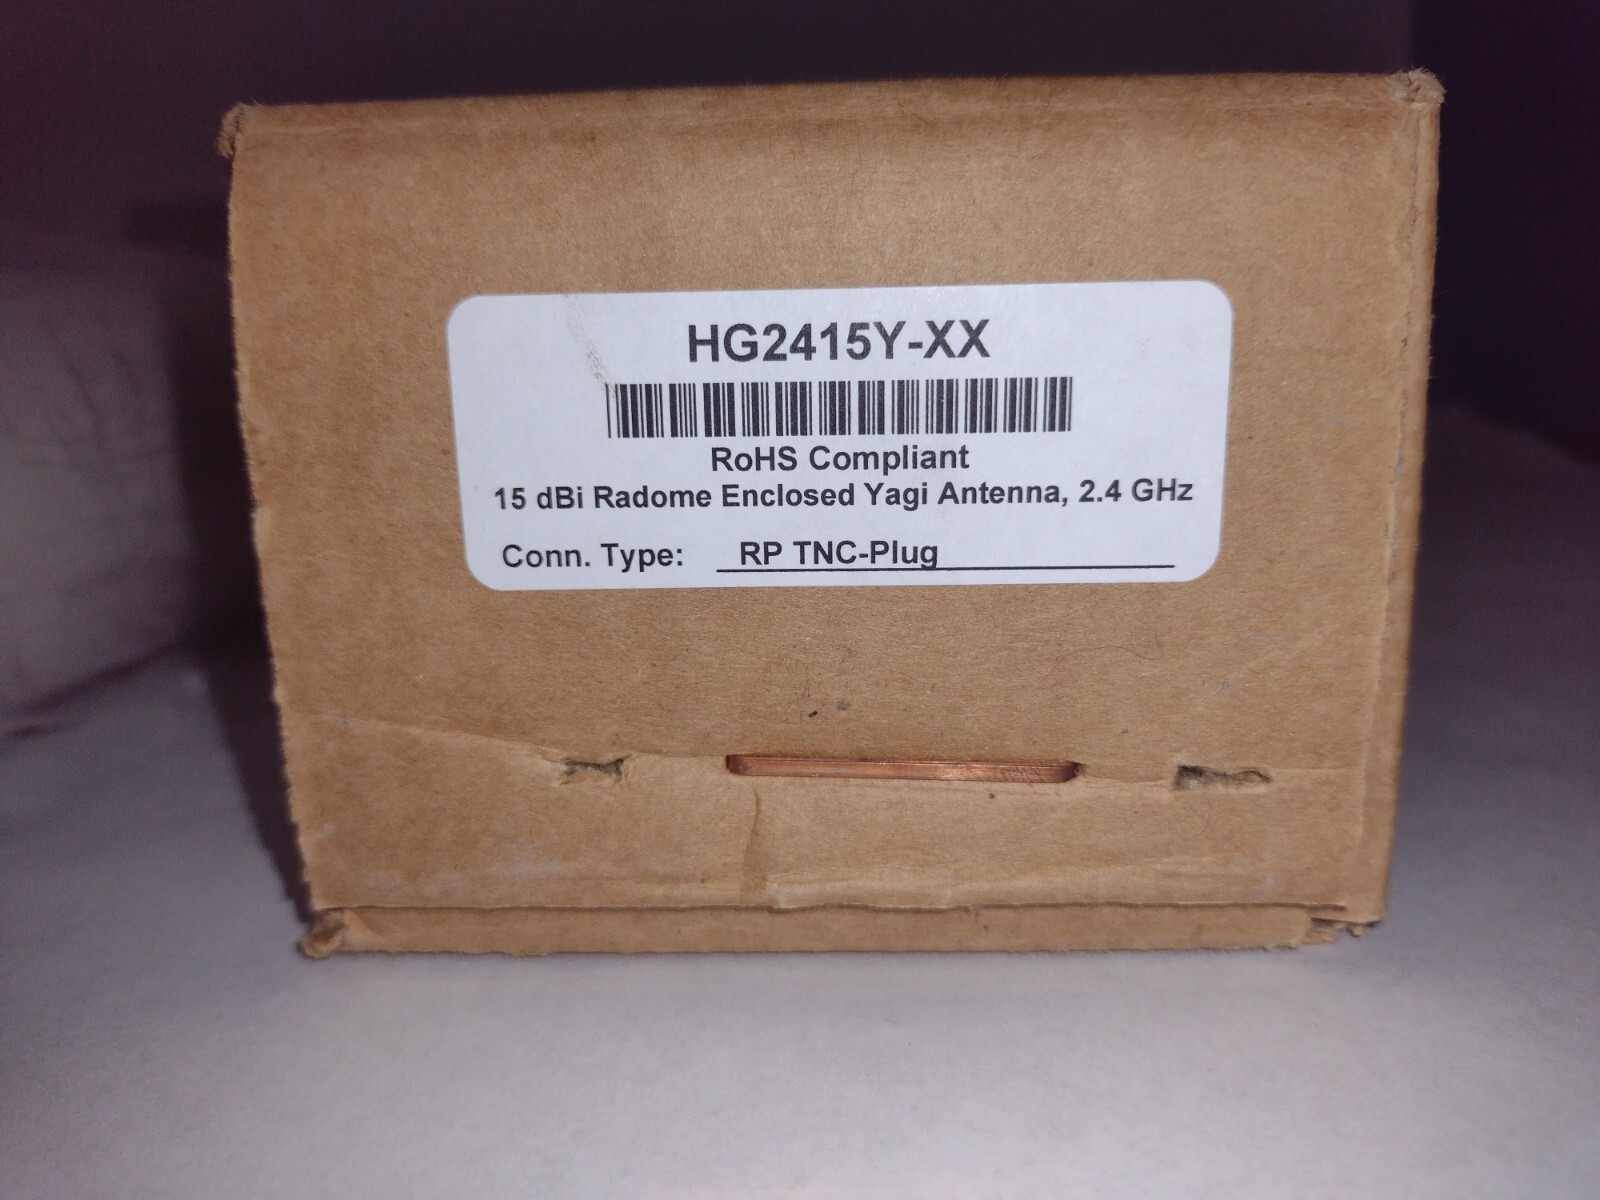 HG2415Y-XX
RoHS Compliant
15 dBi Radome Enclosed Yagi Antenna, 2.4 GHz
Conn. Type: RP TNC-Plug